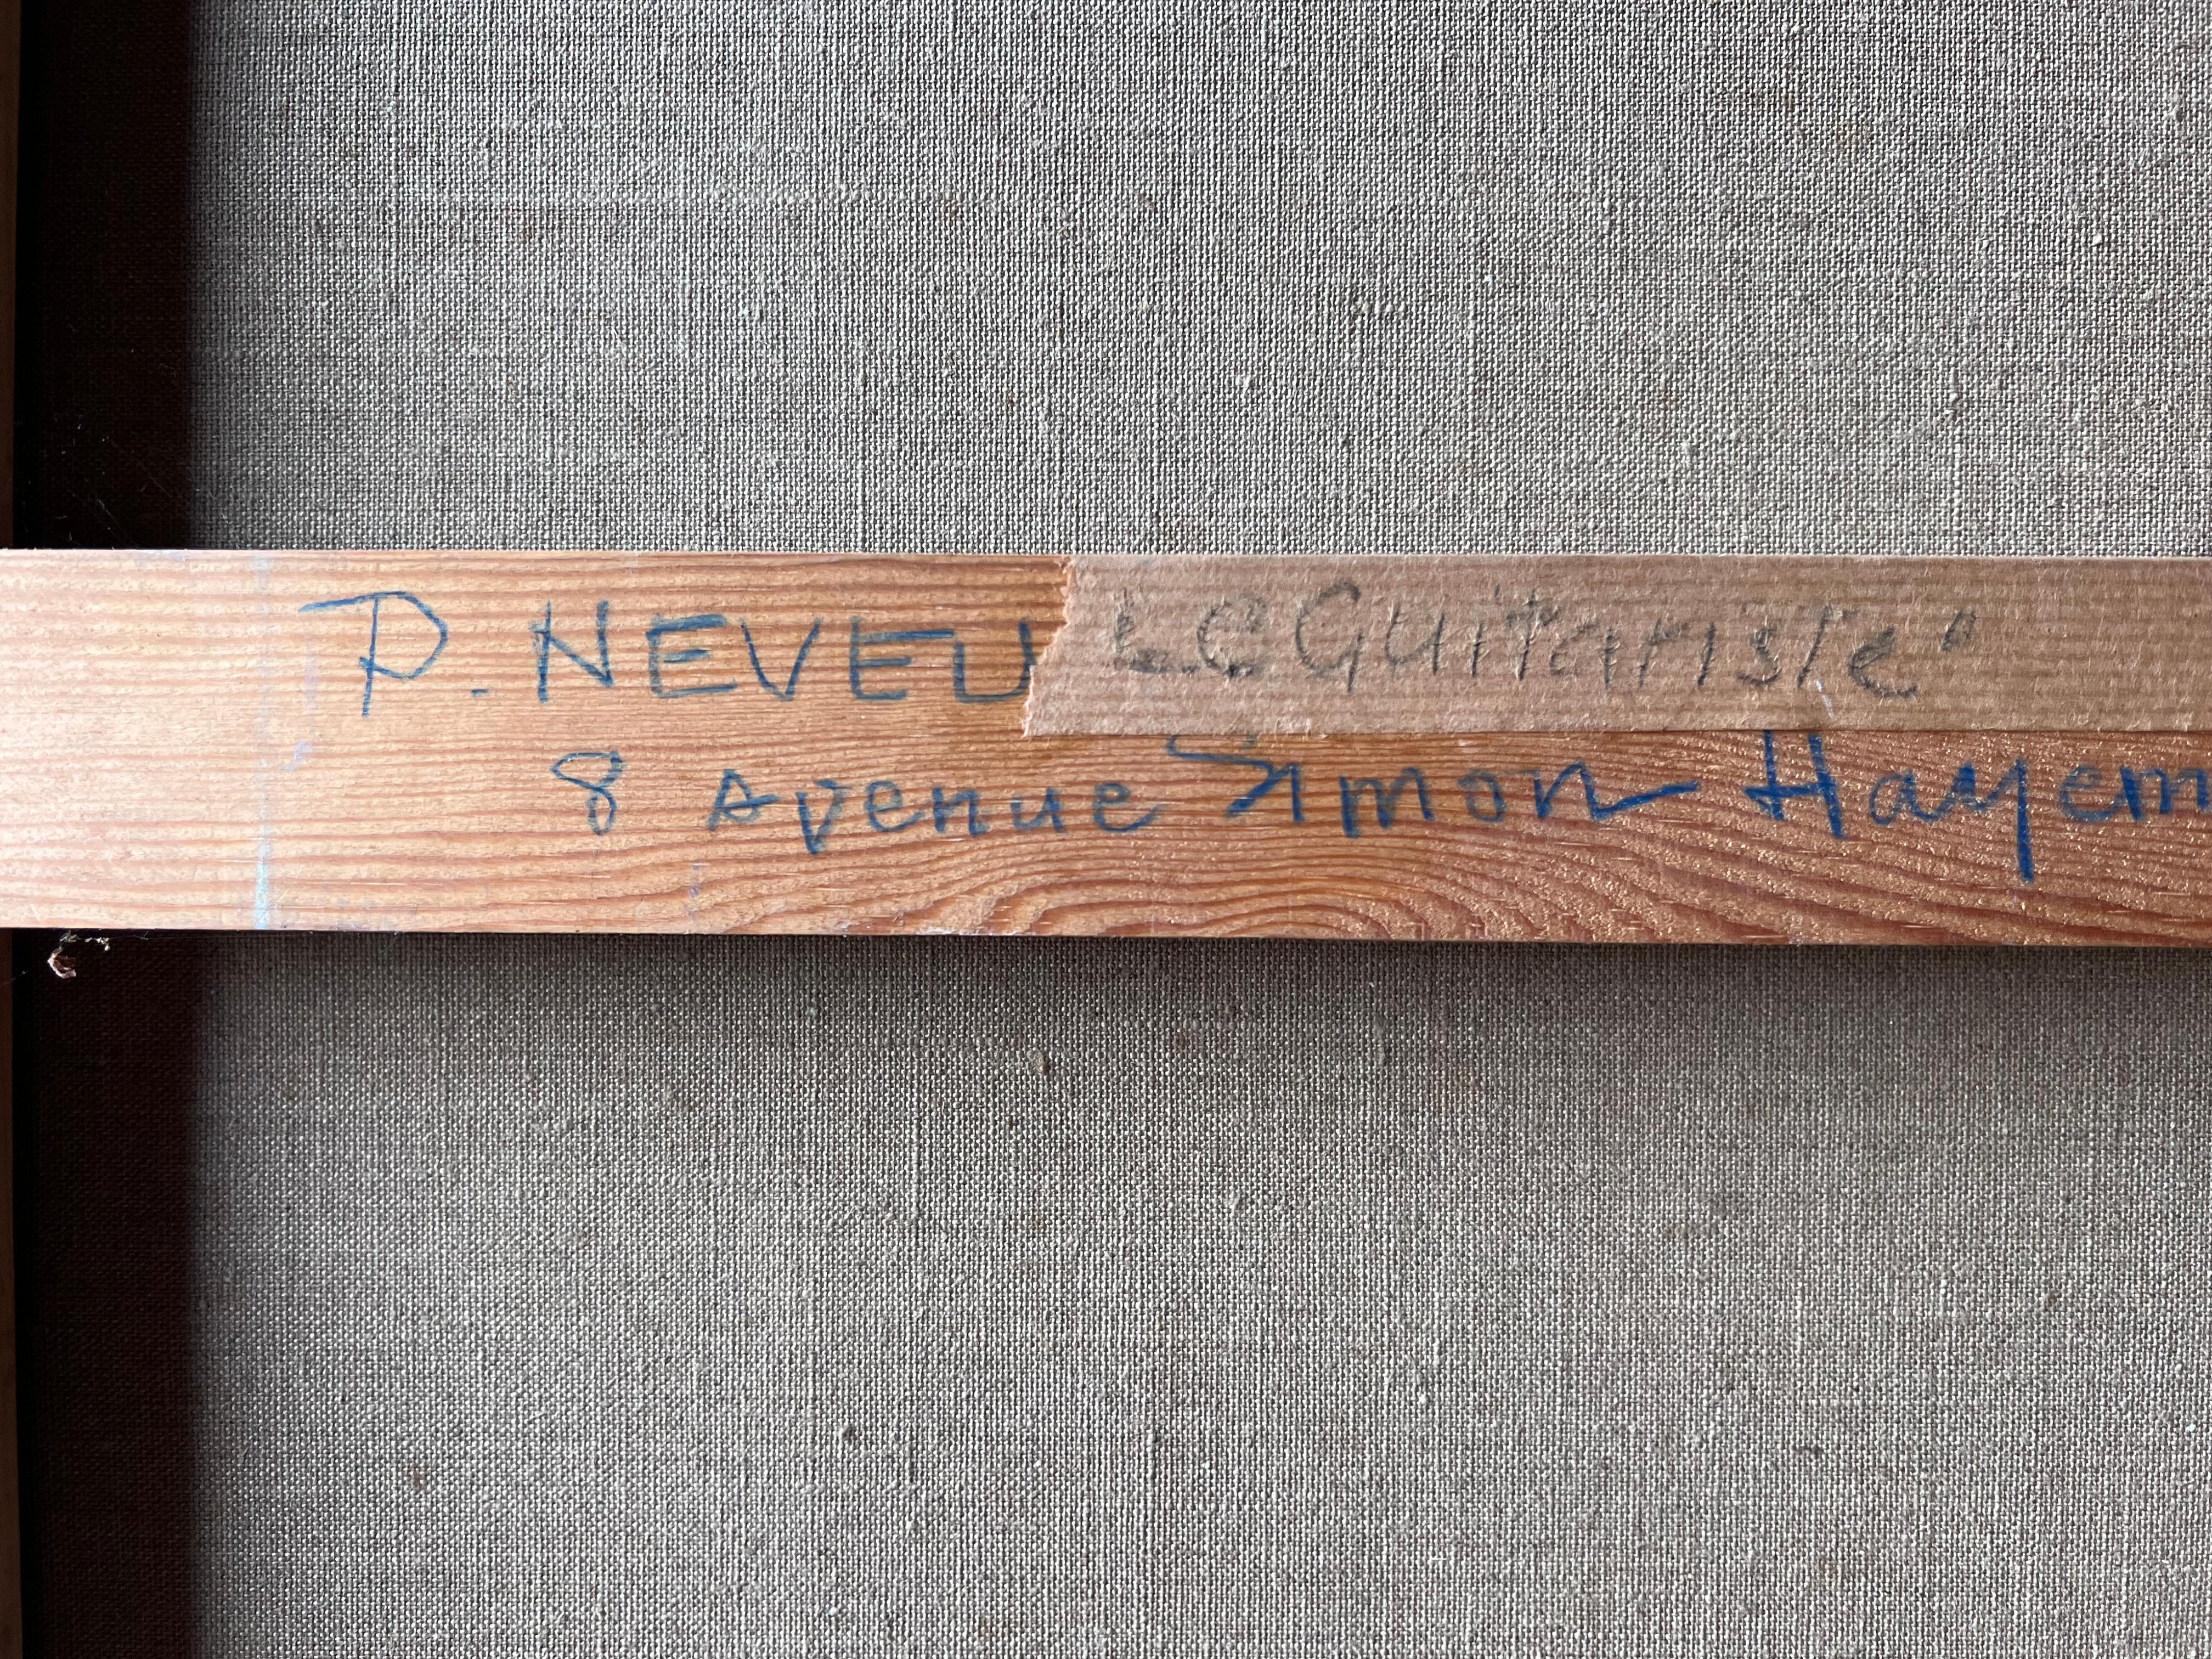 P. NEVEU Le Guitariste"
8 Avenue Simon Hayem